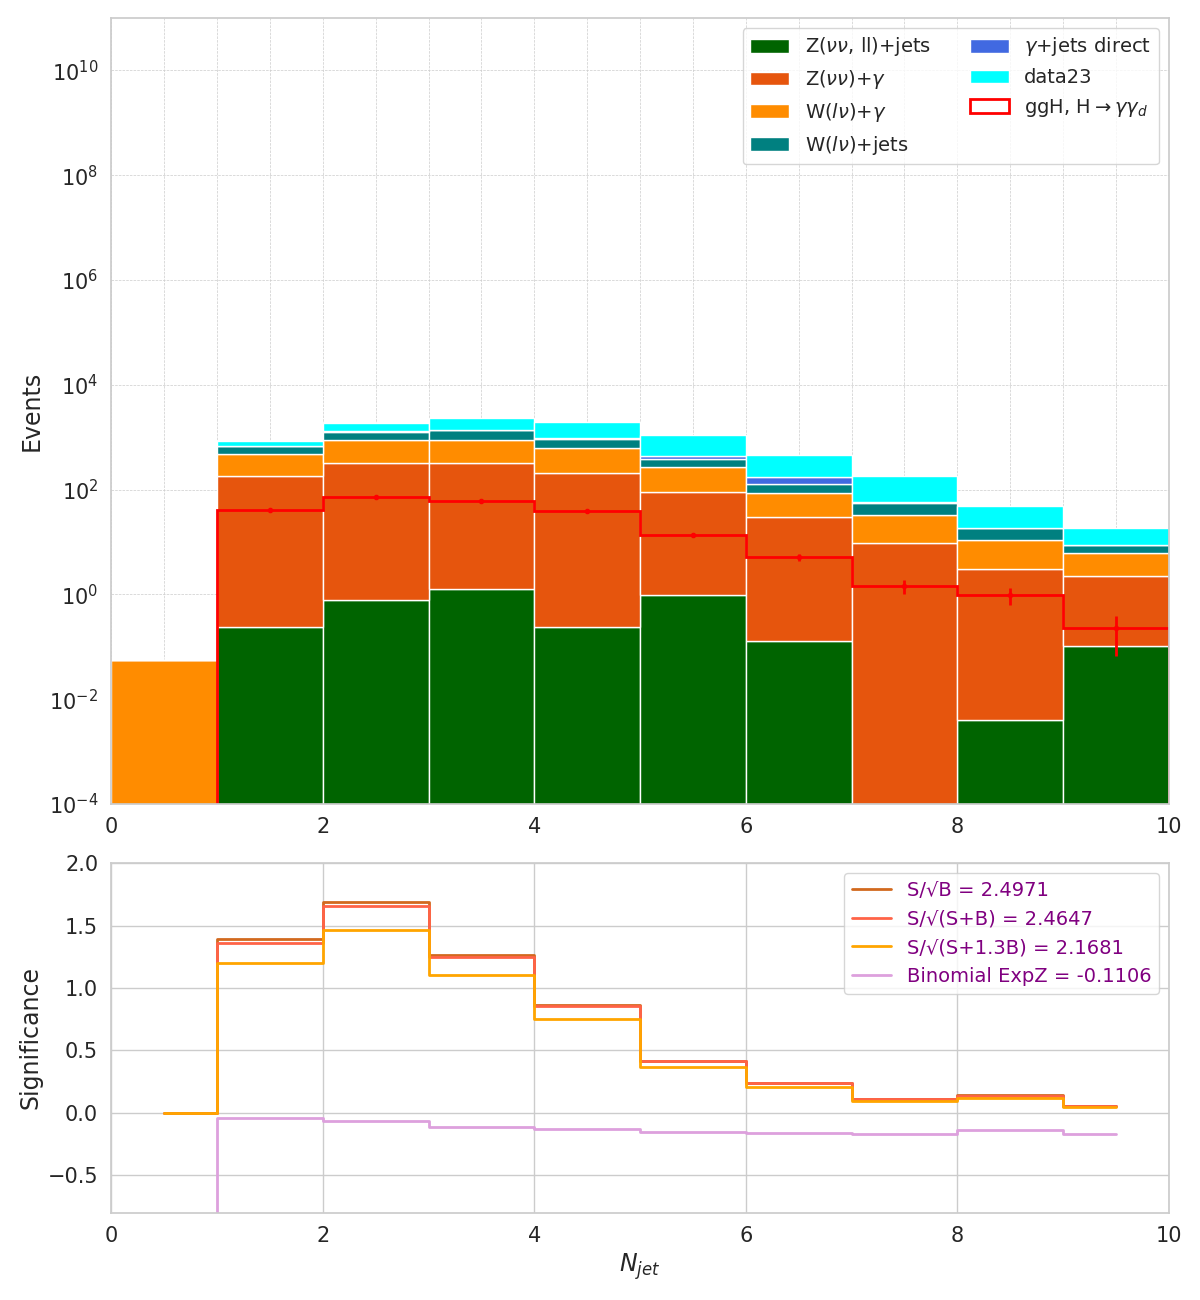 Z(νν, ll)+jets
Z(νν)+γ
W(lν)+γ
W(lν)+jets
γ+jets direct
data23
ggH, H→γγ_d
Events
10^10
10^8
10^6
10^4
10^2
10^0
10^−2
10^−4
0 2 4 6 8 10
S/√B = 2.4971
S/√(S+B) = 2.4647
S/√(S+1.3B) = 2.1681
Binomial ExpZ = -0.1106
Significance
2.0
1.5
1.0
0.5
0.0
−0.5
0 2 4 6 8 10
N_jet